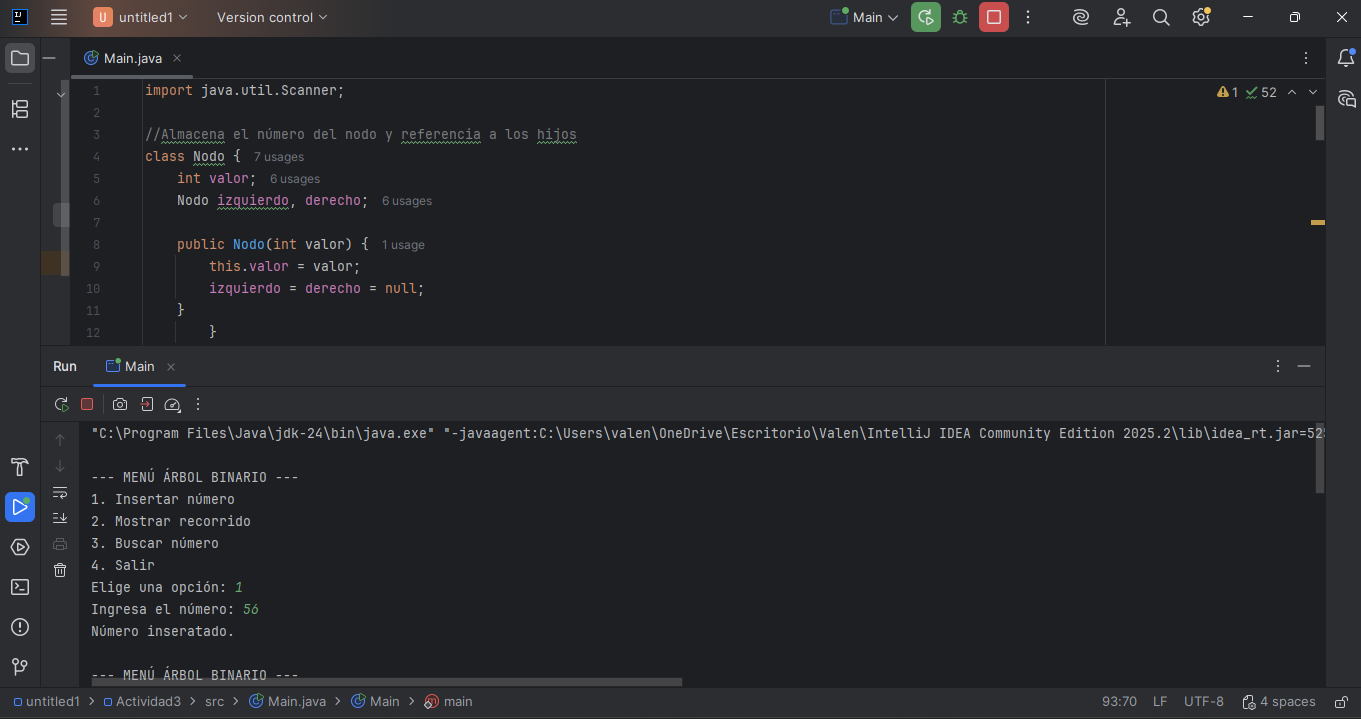 U untitled1 Version control Main
Main.java
1 import java.util.Scanner; 1 52
2
3 //Almacena el número del nodo y referencia a los hijos
4 class Nodo { 7 usages
5 int valor; 6 usages
6 Nodo izquierdo, derecho; 6 usages
7
8 public Nodo(int valor) { 1 usage
9 this.valor = valor;
10 izquierdo = derecho = null;
11 }
12 }
Run Main
"C:\Program Files\Java\jdk-24\bin\java.exe" "-javaagent:C:\Users\valen\OneDrive\Escritorio\Valen\IntelliJ IDEA Community Edition 2025.2\lib\idea_rt.jar=52
--- MENÚ ÁRBOL BINARIO ---
1. Insertar número
2. Mostrar recorrido
3. Buscar número
4. Salir
Elige una opción: 1
Ingresa el número: 56
Número inseratado.
--- MENÚ ÁRBOL BINARIO ---
untitled1 > Actividad3 > src > Main.java > Main > main 93:70 LF UTF-8 4 spaces